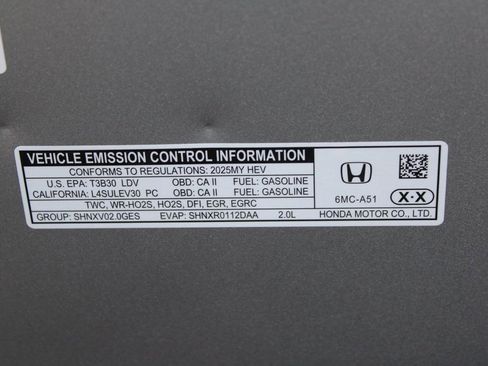 VEHICLE EMISSION CONTROL INFORMATION
CONFORMS TO REGULATIONS: 2025MY HEV
U.S. EPA: T3B30 LDV OBD: CA II FUEL: GASOLINE
CALIFORNIA: L4SULEV30 PC OBD: CA II FUEL: GASOLINE
TWC, WR-HO2S, HO2S, DFI, EGR, EGRC
GROUP: SHNXV02.0GES EVAP: SHNXR0112DAA 2.0L
6MC-A51
X·X
HONDA MOTOR CO., LTD.